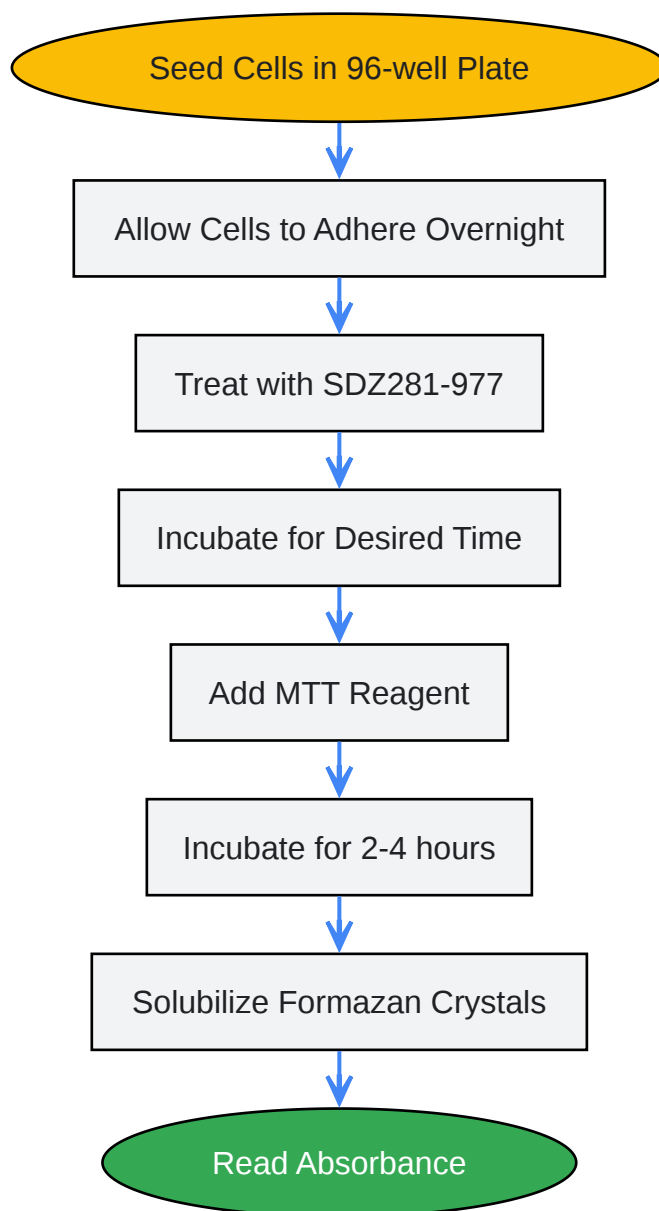 Seed Cells in 96-well Plate
Allow Cells to Adhere Overnight
Treat with SDZ281-977
Incubate for Desired Time
Add MTT Reagent
Incubate for 2-4 hours
Solubilize Formazan Crystals
Read Absorbance